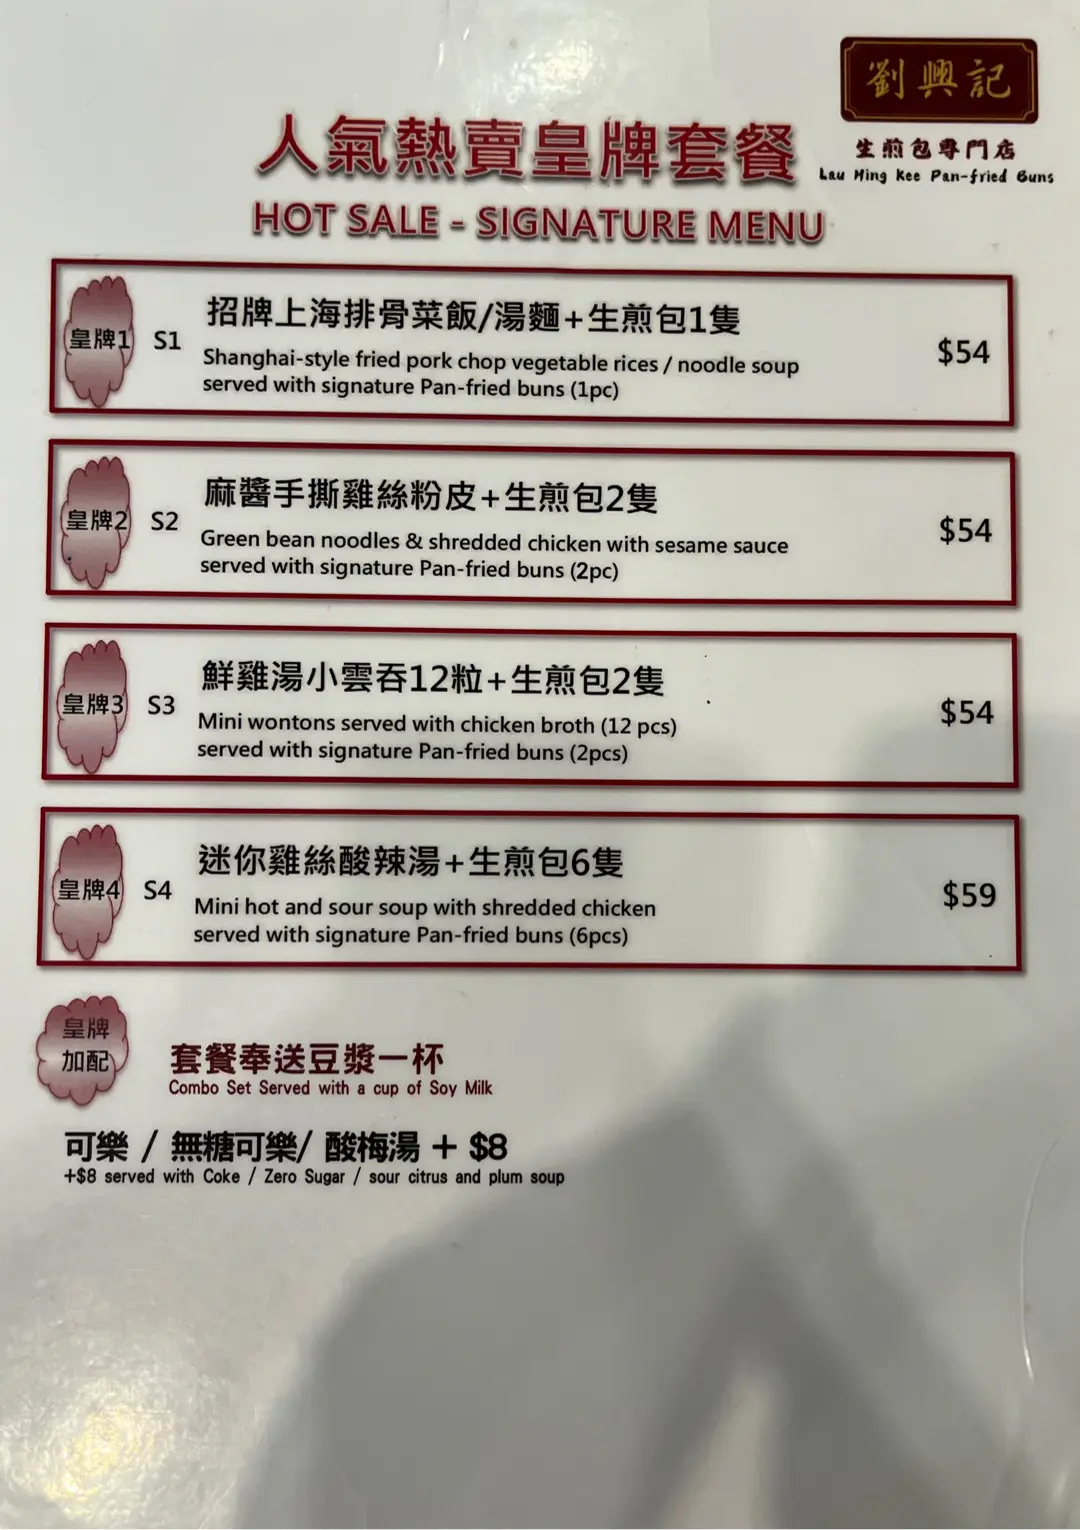 劉興記
生煎包專門店
Lau Hing Kee Pan-fried Buns
人氣熱賣皇牌套餐
HOT SALE - SIGNATURE MENU
皇牌1 S1 招牌上海排骨菜飯/湯麵+生煎包1隻
Shanghai-style fried pork chop vegetable rices / noodle soup
served with signature Pan-fried buns (1pc)
$54
皇牌2 S2 麻醬手撕雞絲粉皮+生煎包2隻
Green bean noodles & shredded chicken with sesame sauce
served with signature Pan-fried buns (2pc)
$54
皇牌3 S3 鮮雞湯小雲吞12粒+生煎包2隻
Mini wontons served with chicken broth (12 pcs)
served with signature Pan-fried buns (2pcs)
$54
皇牌4 S4 迷你雞絲酸辣湯+生煎包6隻
Mini hot and sour soup with shredded chicken
served with signature Pan-fried buns (6pcs)
$59
皇牌
加配
套餐奉送豆漿一杯
Combo Set Served with a cup of Soy Milk
可樂 / 無糖可樂/ 酸梅湯 + $8
+$8 served with Coke / Zero Sugar / sour citrus and plum soup